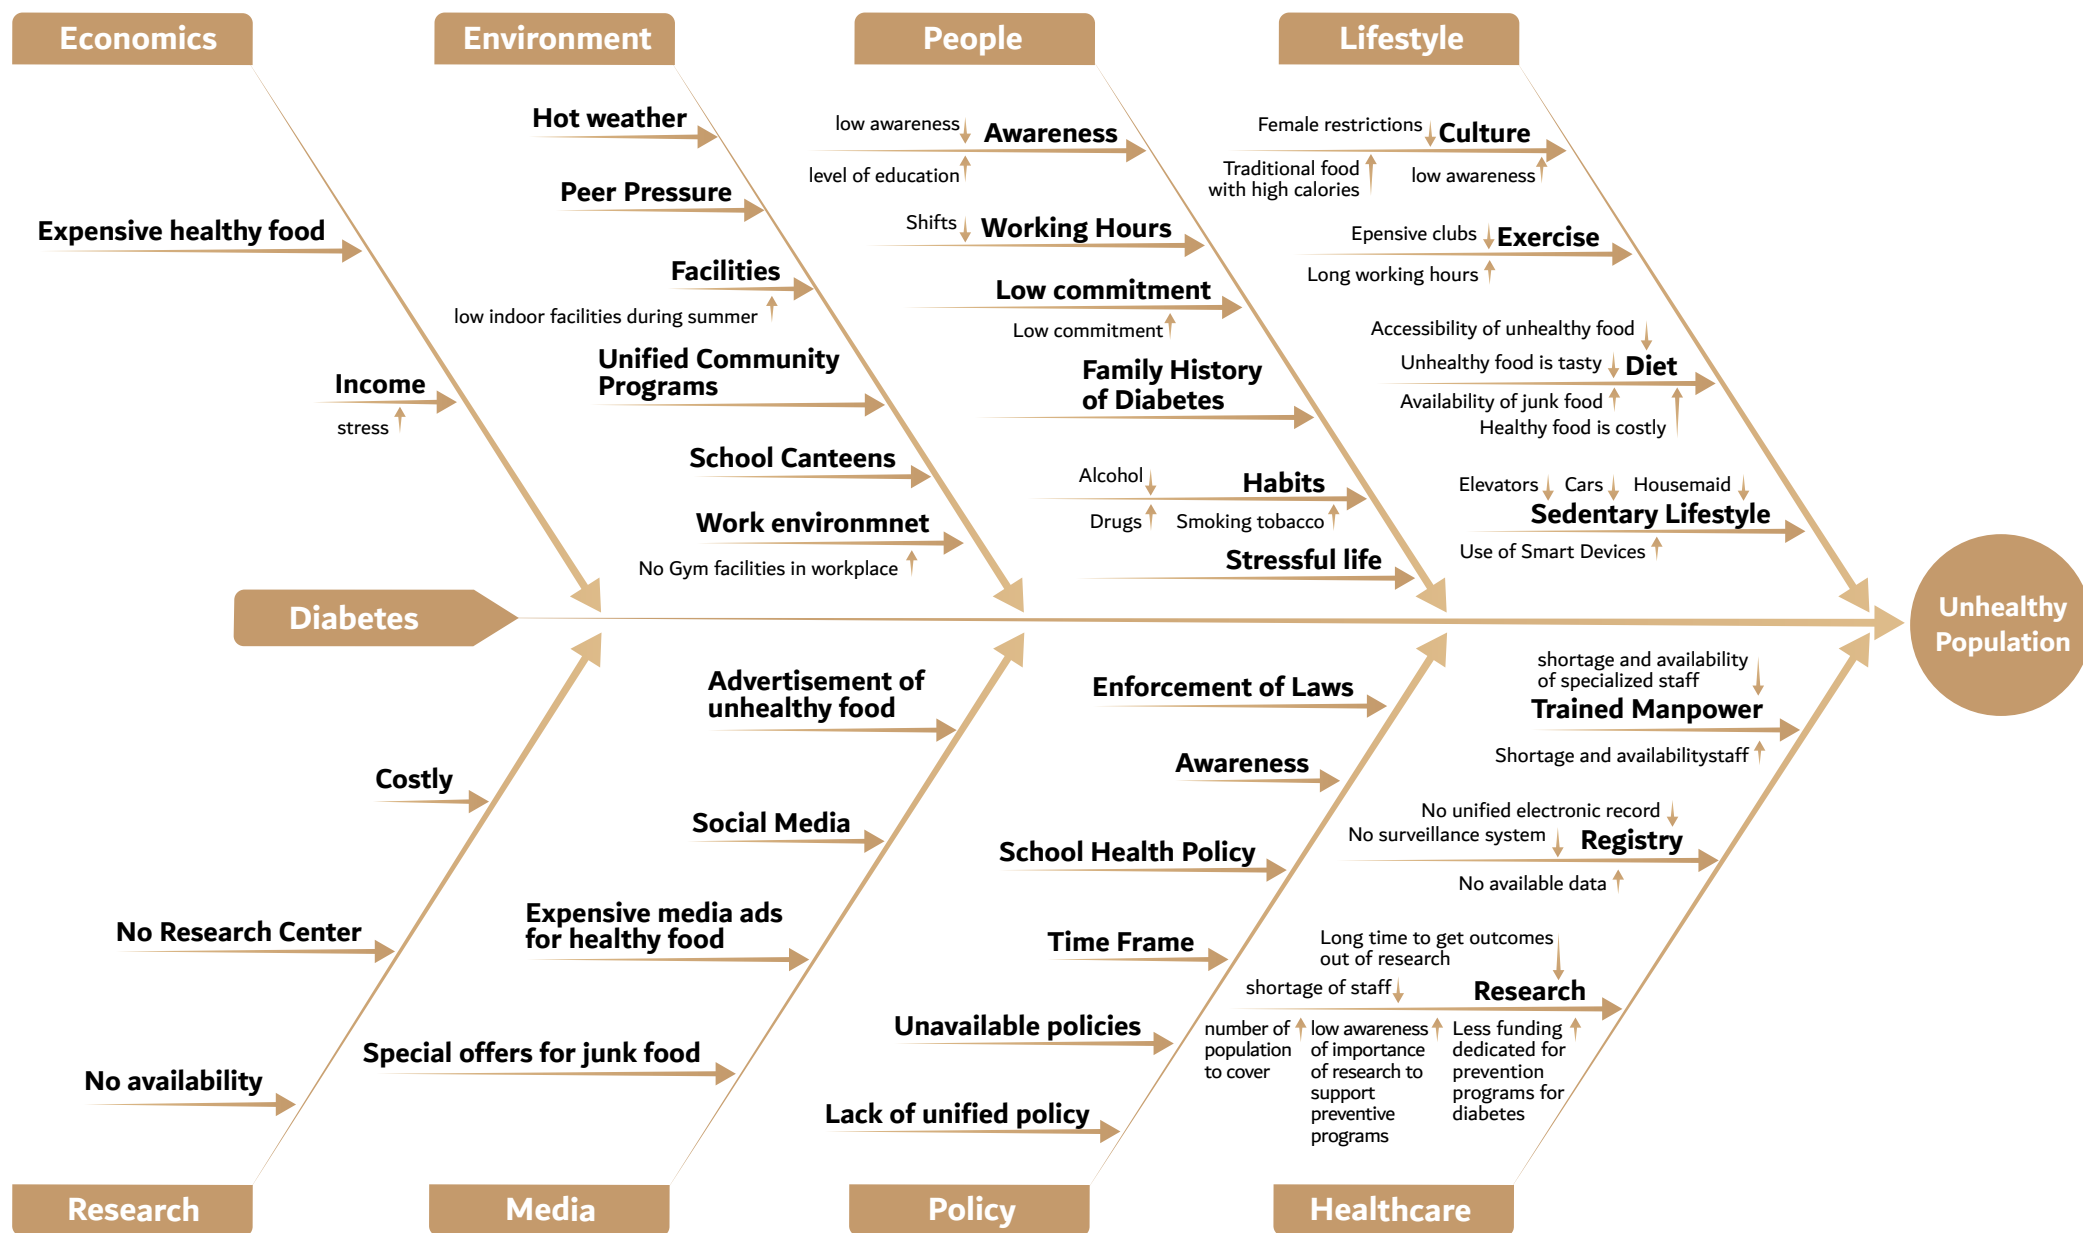 Economics
Environment
People
Lifestyle
Expensive healthy food
Income
stress
Hot weather
Peer Pressure
Facilities
low indoor facilities during summer
Unified Community
Programs
School Canteens
Work environmnet
No Gym facilities in workplace
low awareness
Awareness
level of education
Shifts
Working Hours
Low commitment
Low commitment
Family History
of Diabetes
Alcohol
Habits
Drugs
Smoking tobacco
Stressful life
Female restrictions
Culture
Traditional food
with high calories
low awareness
Epensive clubs
Exercise
Long working hours
Accessibility of unhealthy food
Unhealthy food is tasty
Diet
Availability of junk food
Healthy food is costly
Elevators
Cars
Housemaid
Sedentary Lifestyle
Use of Smart Devices
Diabetes
Unhealthy
Population
Costly
No Research Center
No availability
Advertisement of
unhealthy food
Social Media
Expensive media ads
for healthy food
Special offers for junk food
Enforcement of Laws
Awareness
School Health Policy
Time Frame
Unavailable policies
Lack of unified policy
shortage and availability
of specialized staff
Trained Manpower
Shortage and availabilitystaff
No unified electronic record
No surveillance system
Registry
No available data
Long time to get outcomes
out of research
shortage of staff
Research
number of
population
to cover
low awareness
of importance
of research to
support
preventive
programs
Less funding
dedicated for
prevention
programs for
diabetes
Research
Media
Policy
Healthcare